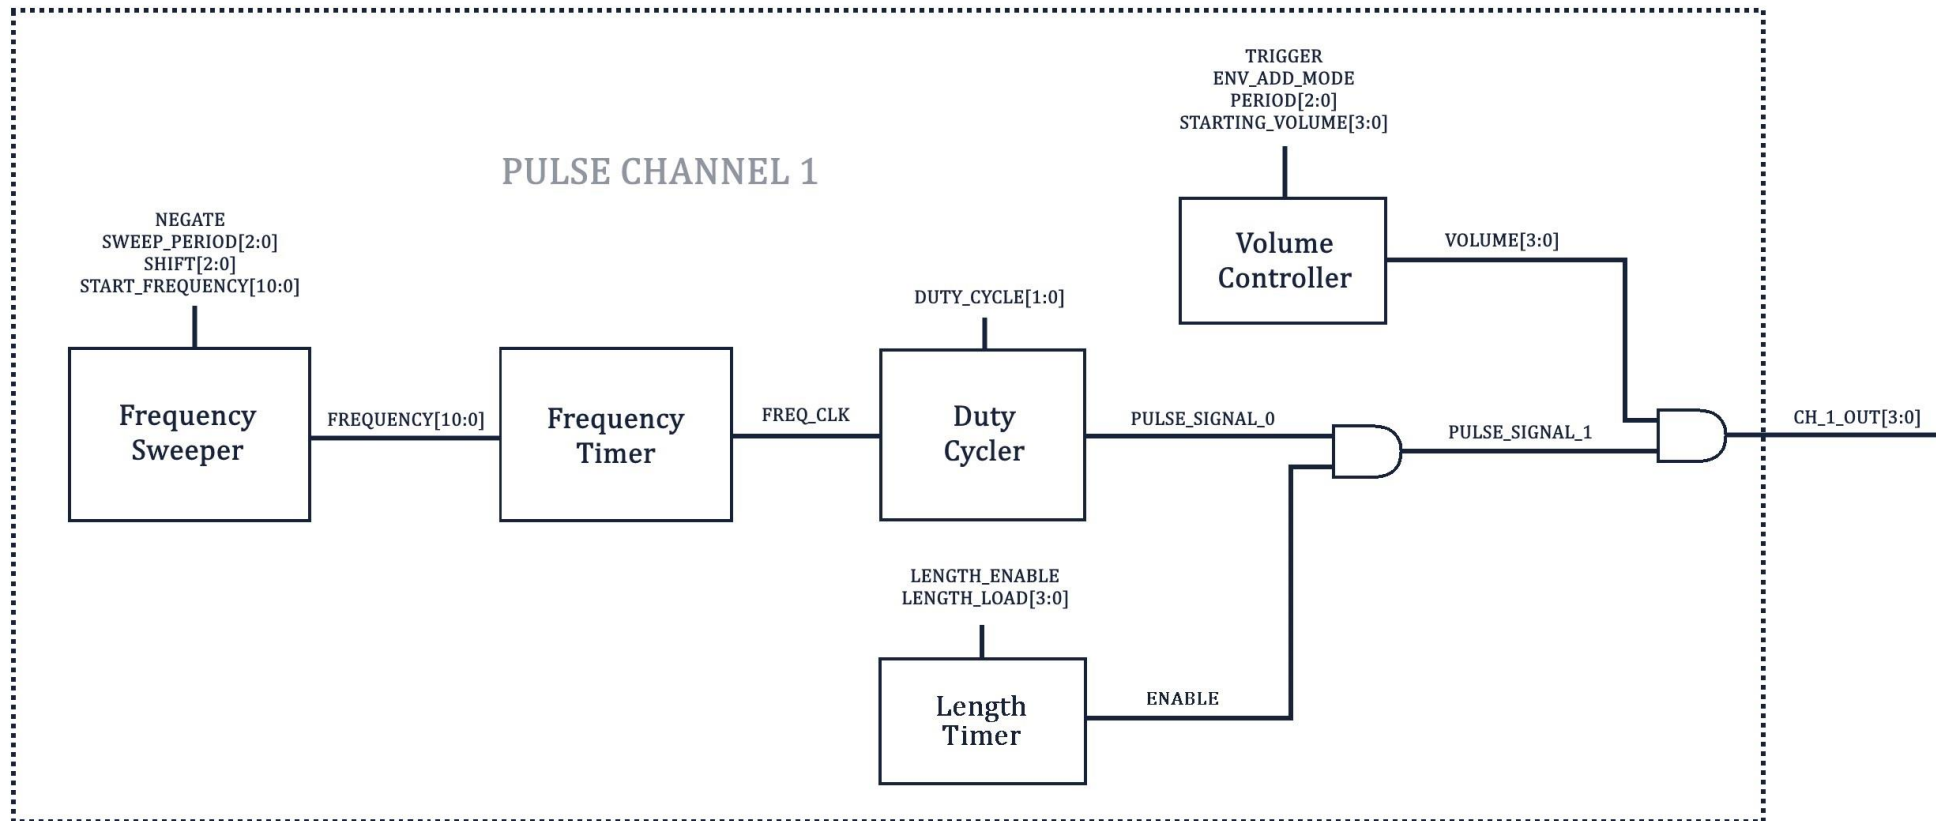 PULSE CHANNEL 1
NEGATE
SWEEP_PERIOD[2:0]
SHIFT[2:0]
START_FREQUENCY[10:0]
Frequency
Sweeper
FREQUENCY[10:0]
Frequency
Timer
FREQ_CLK
DUTY_CYCLE[1:0]
Duty
Cycler
PULSE_SIGNAL_0
LENGTH_ENABLE
LENGTH_LOAD[3:0]
Length
Timer
ENABLE
TRIGGER
ENV_ADD_MODE
PERIOD[2:0]
STARTING_VOLUME[3:0]
Volume
Controller
VOLUME[3:0]
PULSE_SIGNAL_1
CH_1_OUT[3:0]